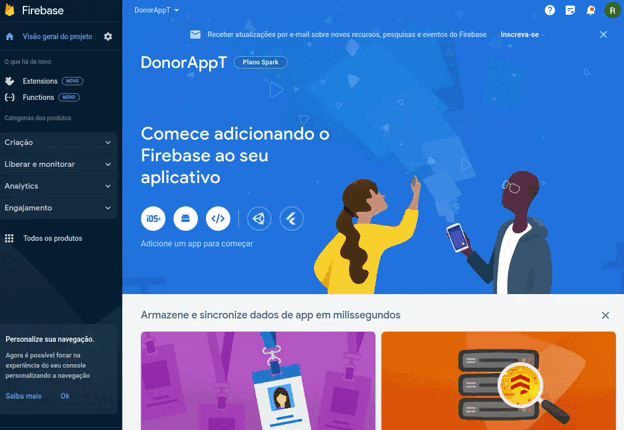 Firebase
DonorAppT
R
Visão geral do projeto
Receber atualizações por e-mail sobre novos recursos, pesquisas e eventos do Firebase
Inscreva-se
O que há de novo
Extensions NOVO
Functions NOVO
Categorias dos produtos
Criação
Liberar e monitorar
Analytics
Engajamento
Todos os produtos
Personalize sua navegação.
Agora é possível focar na
experiência do seu console
personalizando a navegação
Saiba mais Ok
DonorAppT Plano Spark
Comece adicionando o
Firebase ao seu
aplicativo
iOS+
Adicione um app para começar
Armazene e sincronize dados de app em milissegundos